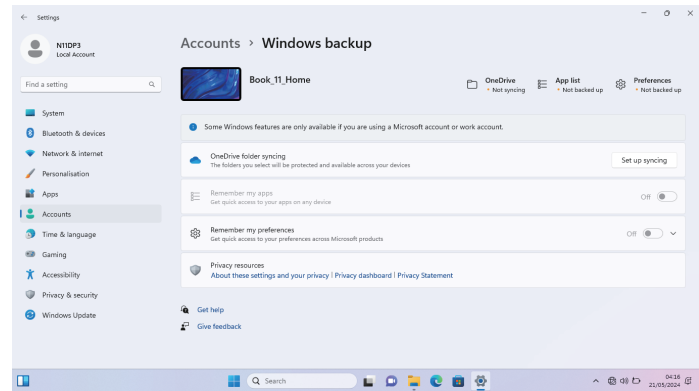 Settings
N11DP3
Local Account
Find a setting
System
Bluetooth & devices
Network & internet
Personalisation
Apps
Accounts
Time & language
Gaming
Accessibility
Privacy & security
Windows Update
Accounts > Windows backup
Book_11_Home
OneDrive
• Not syncing
App list
• Not backed up
Preferences
• Not backed up
Some Windows features are only available if you are using a Microsoft account or work account.
OneDrive folder syncing
The folders you select will be protected and available across your devices
Set up syncing
Remember my apps
Get quick access to your apps on any device
Off
Remember my preferences
Get quick access to your preferences across Microsoft products
Off
Privacy resources
About these settings and your privacy | Privacy dashboard | Privacy Statement
Get help
Give feedback
Search
04:16
21/05/2024